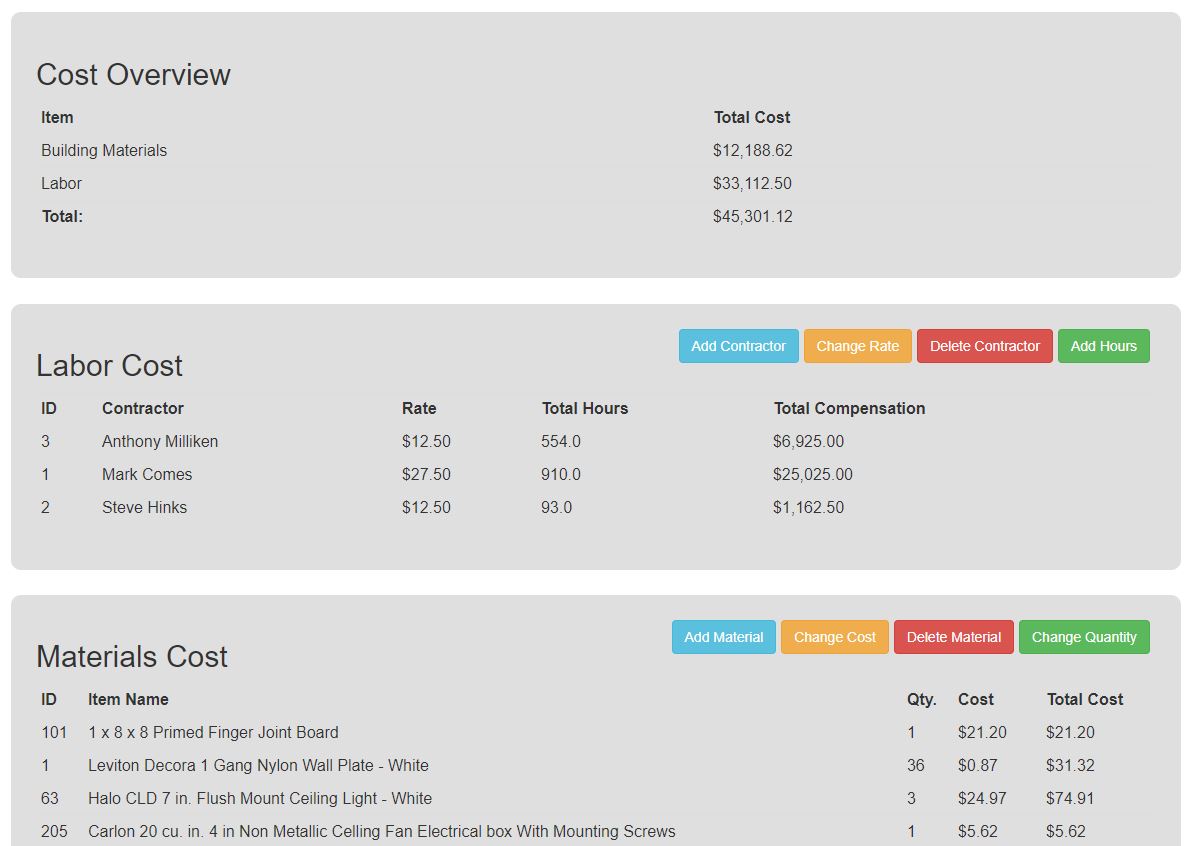 Cost Overview
Item Total Cost
Building Materials $12,188.62
Labor $33,112.50
Total: $45,301.12
Add Contractor Change Rate Delete Contractor Add Hours
Labor Cost
ID Contractor Rate Total Hours Total Compensation
3 Anthony Milliken $12.50 554.0 $6,925.00
1 Mark Comes $27.50 910.0 $25,025.00
2 Steve Hinks $12.50 93.0 $1,162.50
Add Material Change Cost Delete Material Change Quantity
Materials Cost
ID Item Name Qty. Cost Total Cost
101 1 x 8 x 8 Primed Finger Joint Board 1 $21.20 $21.20
1 Leviton Decora 1 Gang Nylon Wall Plate - White 36 $0.87 $31.32
63 Halo CLD 7 in. Flush Mount Ceiling Light - White 3 $24.97 $74.91
205 Carlon 20 cu. in. 4 in Non Metallic Celling Fan Electrical box With Mounting Screws 1 $5.62 $5.62